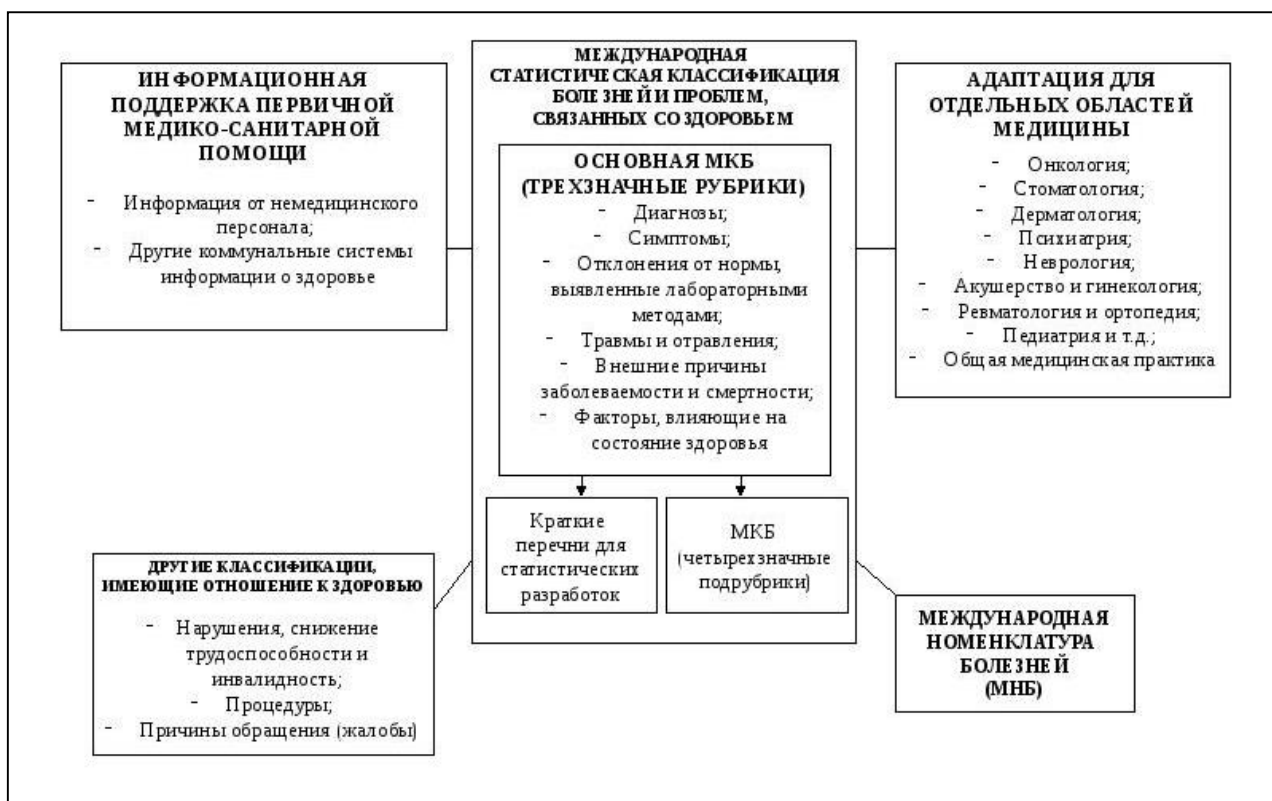 ИНФОРМАЦИОННАЯ
ПОДДЕРЖКА ПЕРВИЧНОЙ
МЕДИКО-САНИТАРНОЙ
ПОМОЩИ
- Информация от немедицинского
персонала;
- Другие коммунальные системы
информации о здоровье
МЕЖДУНАРОДНАЯ
СТАТИСТИЧЕСКАЯ КЛАССИФИКАЦИЯ
БОЛЕЗНЕЙ И ПРОБЛЕМ,
СВЯЗАННЫХ СО ЗДОРОВЬЕМ
ОСНОВНАЯ МКБ
(ТРЕХЗНАЧНЫЕ РУБРИКИ)
- Диагнозы;
- Симптомы;
- Отклонения от нормы,
выявленные лабораторными
методами;
- Травмы и отравления;
- Внешние причины
заболеваемости и смертности;
- Факторы, влияющие на
состояние здоровья
Краткие
перечни для
статистических
разработок
МКБ
(четырехзначные
подрубрики)
АДАПТАЦИЯ ДЛЯ
ОТДЕЛЬНЫХ ОБЛАСТЕЙ
МЕДИЦИНЫ
- Онкология;
- Стоматология;
- Дерматология;
- Психиатрия;
- Неврология;
- Акушерство и гинекология;
- Ревматология и ортопедия;
- Педиатрия и т.д.;
- Общая медицинская практика
ДРУГИЕ КЛАССИФИКАЦИИ,
ИМЕЮЩИЕ ОТНОШЕНИЕ К ЗДОРОВЬЮ
- Нарушения, снижение
трудоспособности и
инвалидность;
- Процедуры;
- Причины обращения (жалобы)
МЕЖДУНАРОДНАЯ
НОМЕНКЛАТУРА
БОЛЕЗНЕЙ
(МНБ)